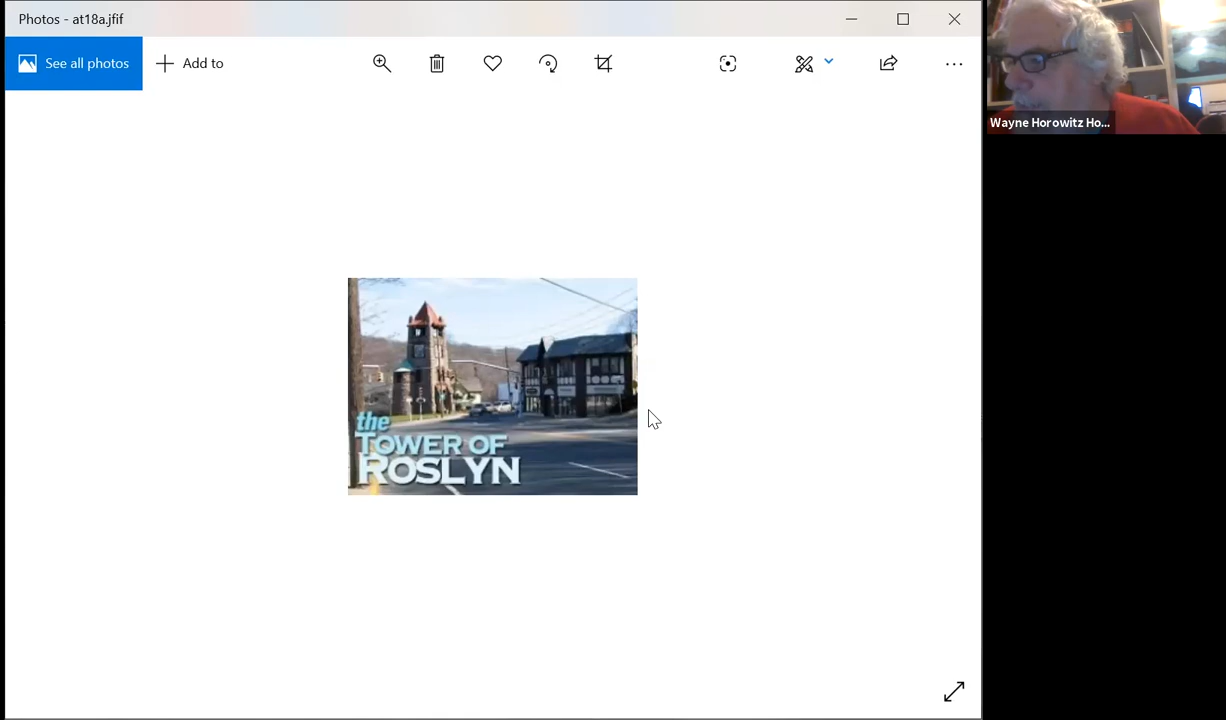 Photos - at18a.jfif
See all photos
Add to
Wayne Horowitz Ho...
the
TOWER OF
ROSLYN